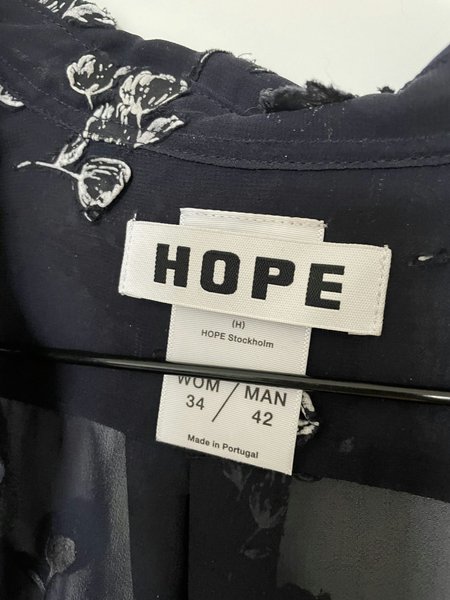 HOPE
(H)
HOPE Stockholm
WOM / MAN
34 / 42
Made in Portugal